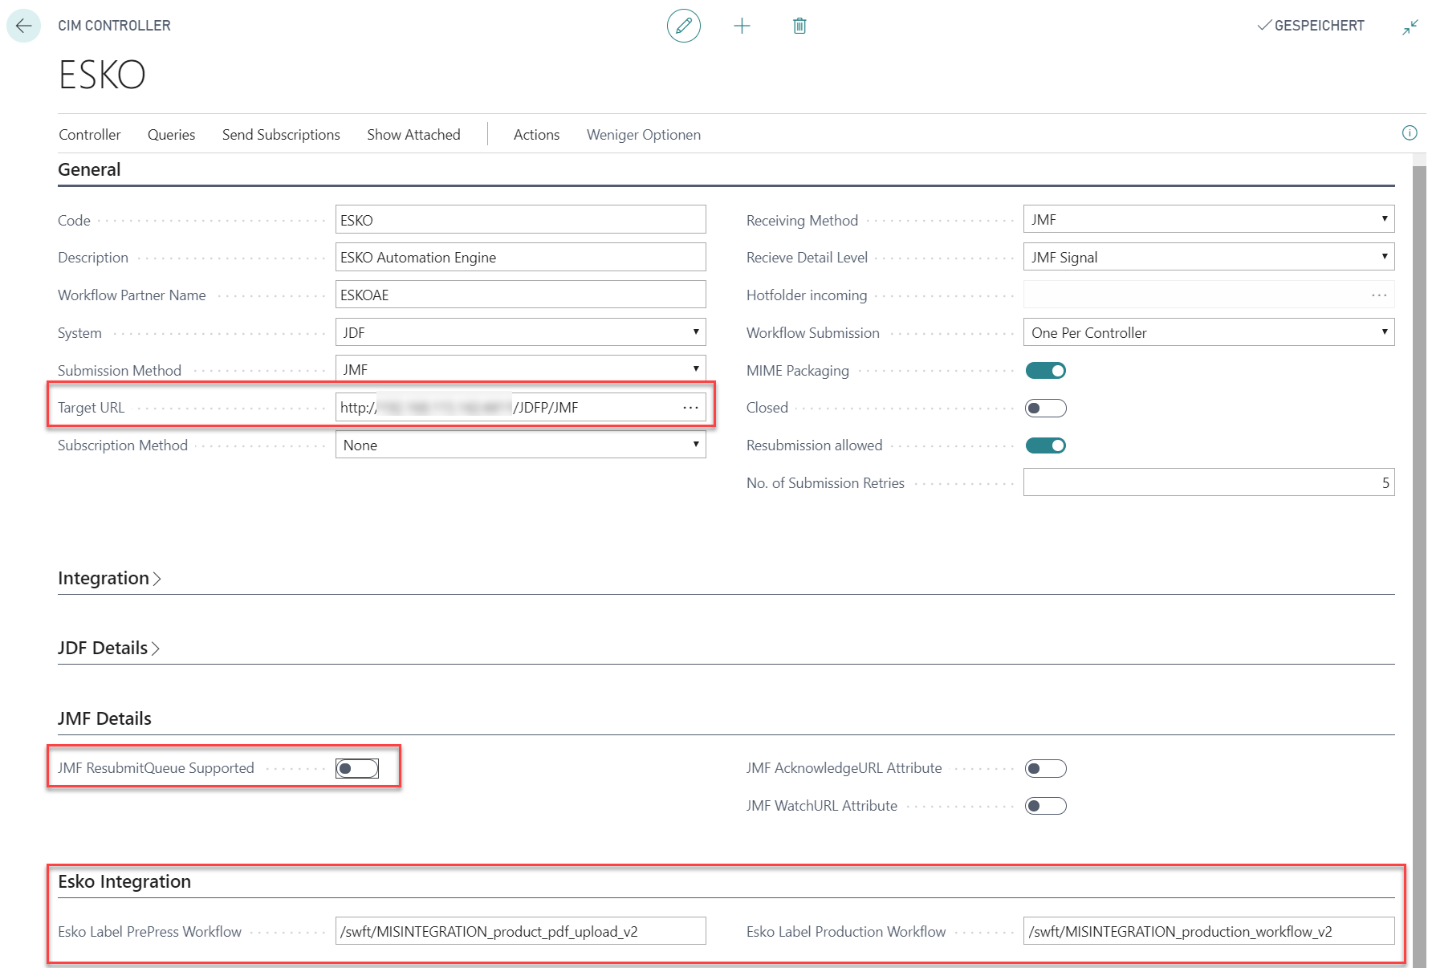 CIM CONTROLLER
GESPEICHERT
ESKO
Controller Queries Send Subscriptions Show Attached Actions Weniger Optionen
General
Code ESKO Receiving Method JMF
Description ESKO Automation Engine Recieve Detail Level JMF Signal
Workflow Partner Name ESKOAE Hotfolder incoming
System JDF Workflow Submission One Per Controller
Submission Method JMF MIME Packaging
Target URL http:/ /JDFP/JMF Closed
Subscription Method None Resubmission allowed
No. of Submission Retries 5
Integration
JDF Details
JMF Details
JMF ResubmitQueue Supported JMF AcknowledgeURL Attribute
JMF WatchURL Attribute
Esko Integration
Esko Label PrePress Workflow /swft/MISINTEGRATION_product_pdf_upload_v2 Esko Label Production Workflow /swft/MISINTEGRATION_production_workflow_v2